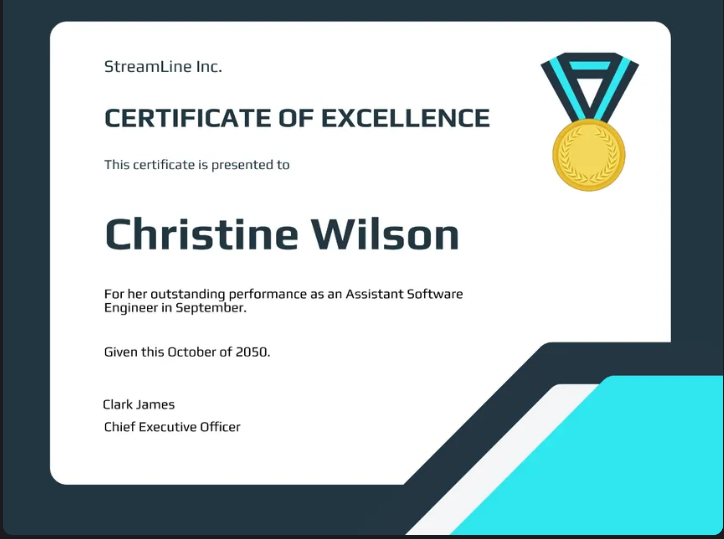 StreamLine Inc.
CERTIFICATE OF EXCELLENCE
This certificate is presented to
Christine Wilson
For her outstanding performance as an Assistant Software
Engineer in September.
Given this October of 2050.
Clark James
Chief Executive Officer